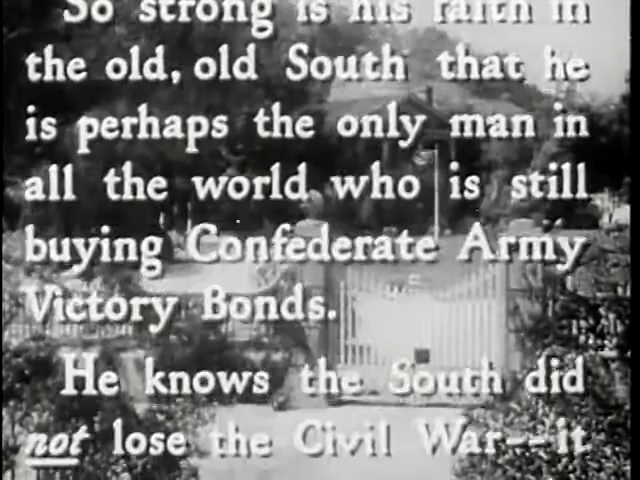 So strong is his faith in
the old, old South that he
is perhaps the only man in
all the world who is still
buying Confederate Army
Victory Bonds.
He knows the South did
not lose the Civil War--it